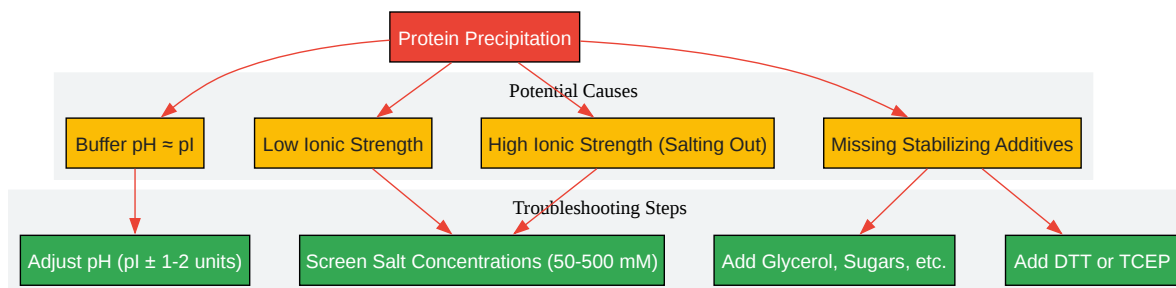 Protein Precipitation
Potential Causes
Buffer pH ≈ pI
Low Ionic Strength
High Ionic Strength (Salting Out)
Missing Stabilizing Additives
Troubleshooting Steps
Adjust pH (pI ± 1-2 units)
Screen Salt Concentrations (50-500 mM)
Add Glycerol, Sugars, etc.
Add DTT or TCEP